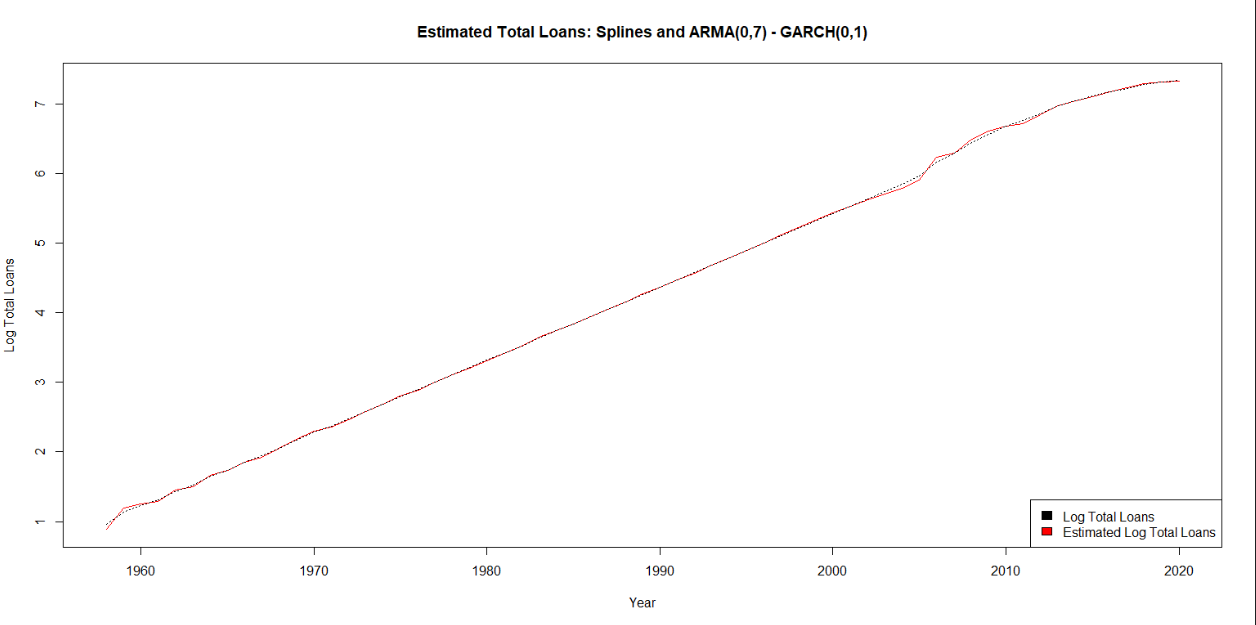 Estimated Total Loans: Splines and ARMA(0,7) - GARCH(0,1)
Log Total Loans
7
6
5
4
3
2
1
Log Total Loans
Estimated Log Total Loans
1960 1970 1980 1990 2000 2010 2020
Year